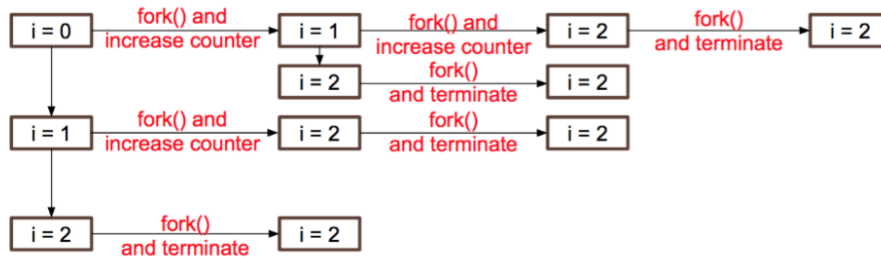 i = 0
fork() and
increase counter
i = 1
fork() and
increase counter
i = 2
fork()
and terminate
i = 2
i = 2
fork()
and terminate
i = 2
i = 1
fork() and
increase counter
i = 2
fork()
and terminate
i = 2
i = 2
fork()
and terminate
i = 2